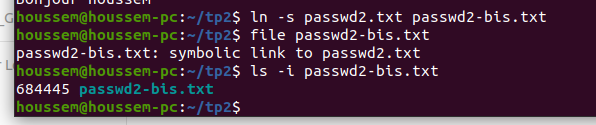 Bonjour houssem
houssem@houssem-pc:~/tp2$ ln -s passwd2.txt passwd2-bis.txt
houssem@houssem-pc:~/tp2$ file passwd2-bis.txt
passwd2-bis.txt: symbolic link to passwd2.txt
houssem@houssem-pc:~/tp2$ ls -i passwd2-bis.txt
684445 passwd2-bis.txt
houssem@houssem-pc:~/tp2$